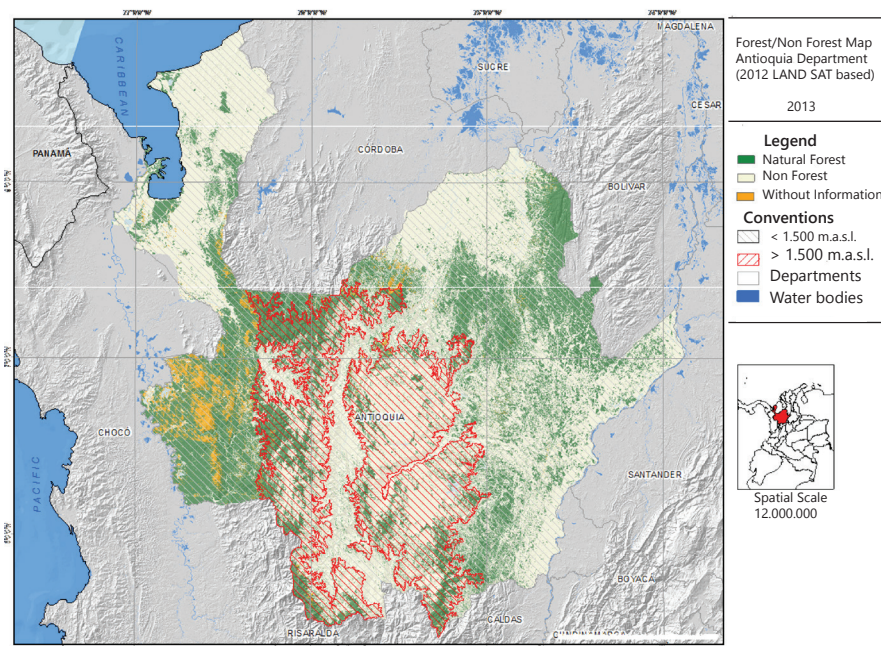 MAGDALENA
CARIBBEAN
SUCRE
CESAR
PANAMÁ
CÓRDOBA
BOLIVAR
ANTIOQUIA
CHOCÓ
PACIFIC
SANTANDER
BOYACA
CALDAS
RISARALDA
Forest/Non Forest Map
Antioquia Department
(2012 LAND SAT based)
2013
Legend
Natural Forest
Non Forest
Without Information
Conventions
< 1.500 m.a.s.l.
> 1.500 m.a.s.l.
Departments
Water bodies
Spatial Scale
12.000.000